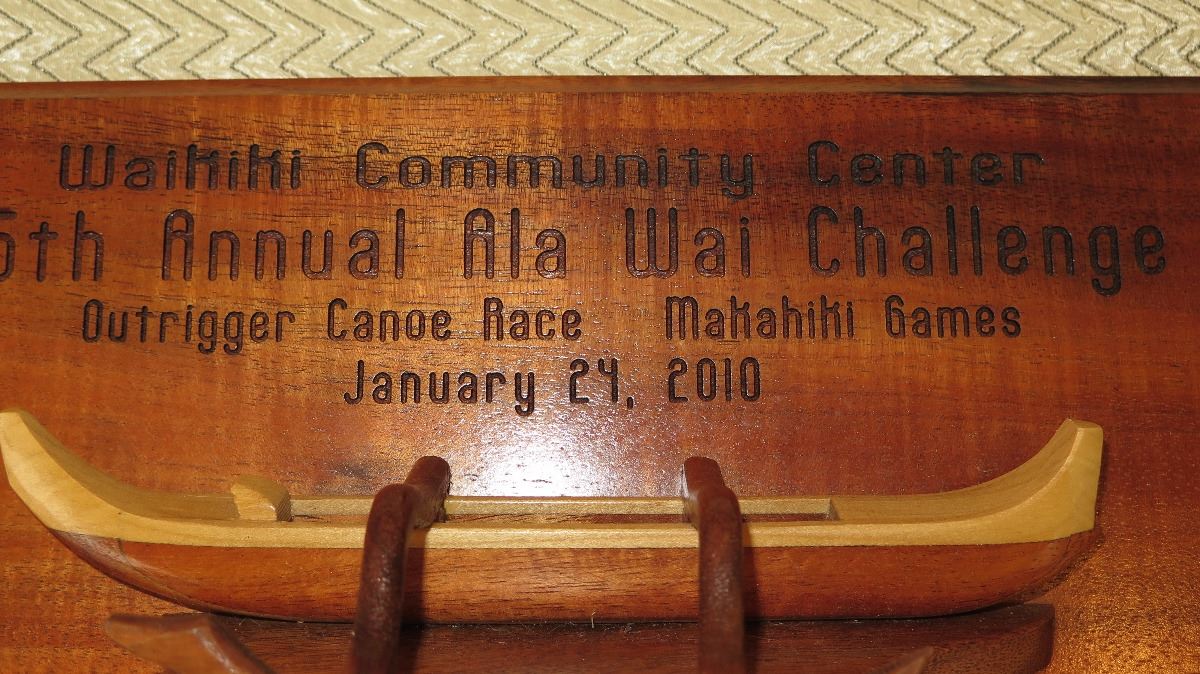 Waikiki Community Center
5th Annual Ala Wai Challenge
Outrigger Canoe Race Makahiki Games
January 24, 2010